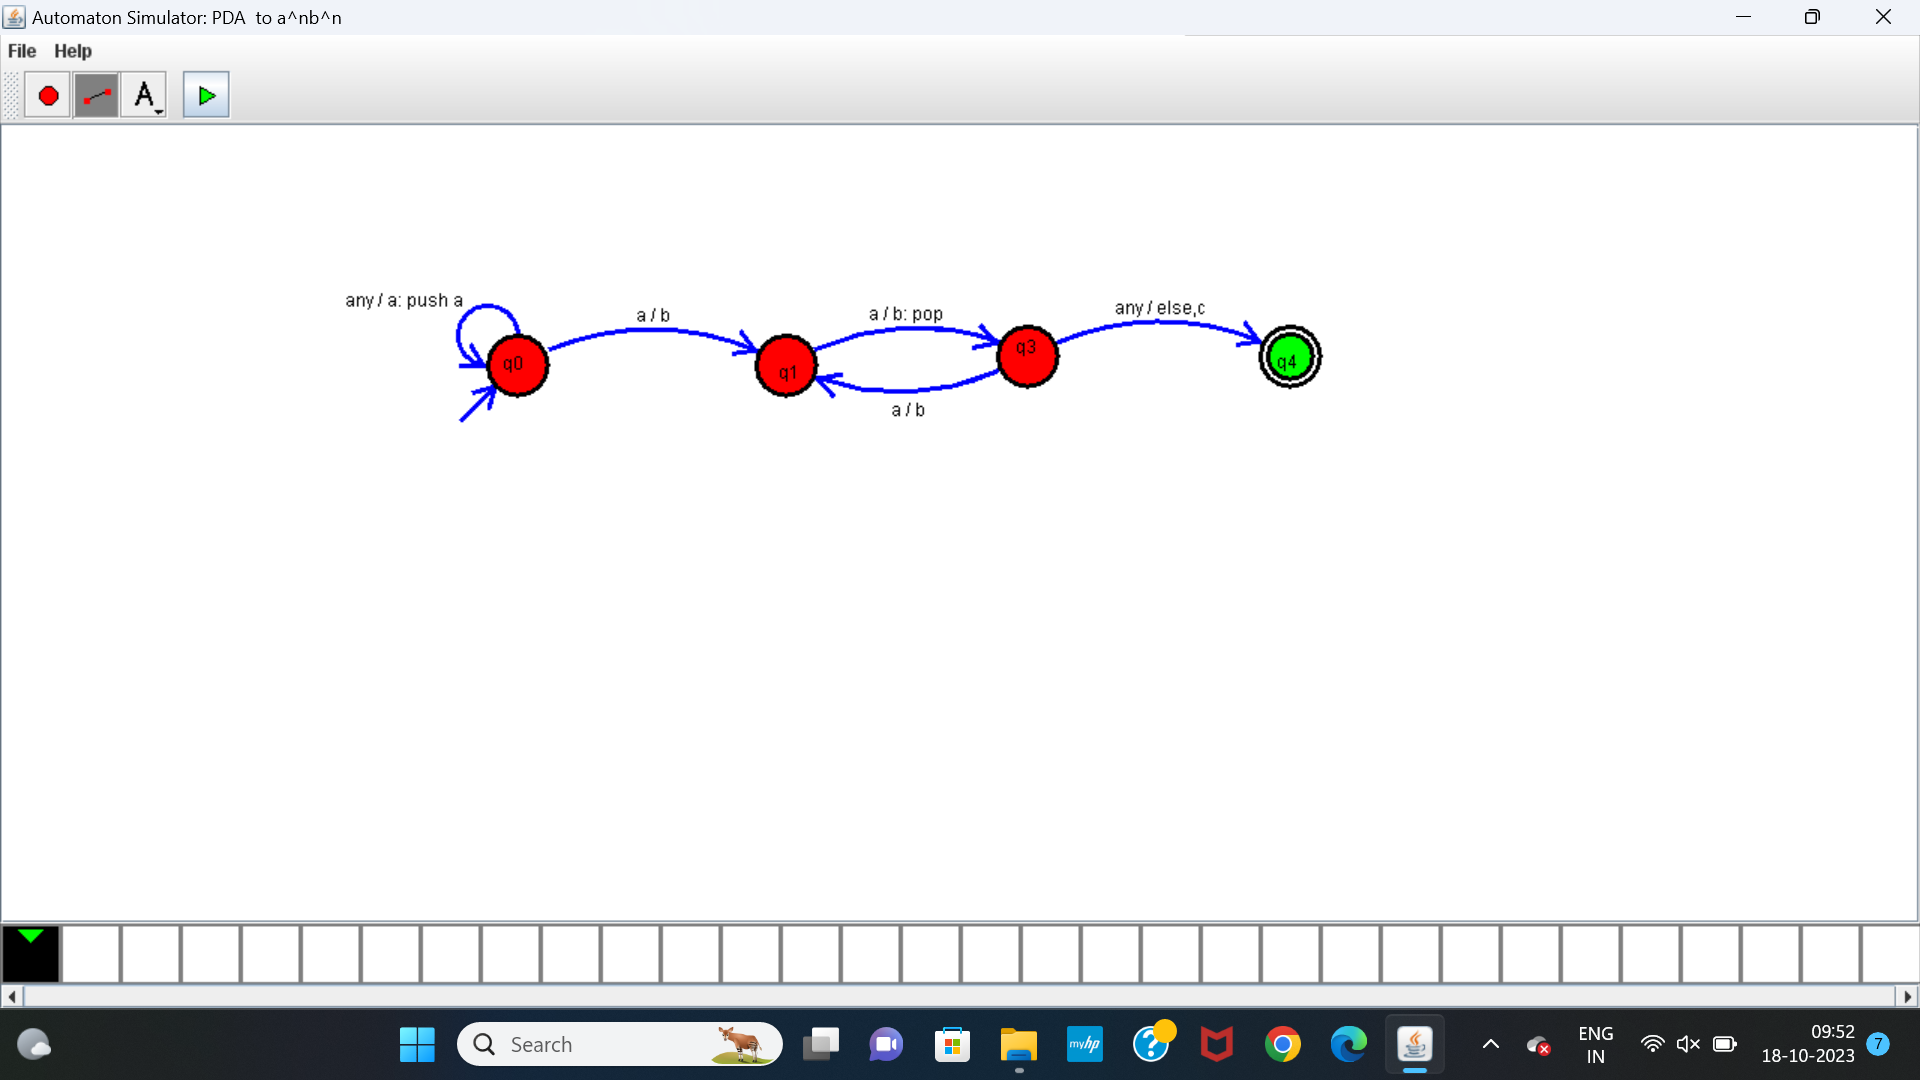 Automaton Simulator: PDA  to a^nb^n
File Help
A
any / a: push a
a / b
a / b: pop
any / else,c
q0
q1
q3
q4
a / b
Search
myhp
?
ENG
IN
09:52
18-10-2023
7